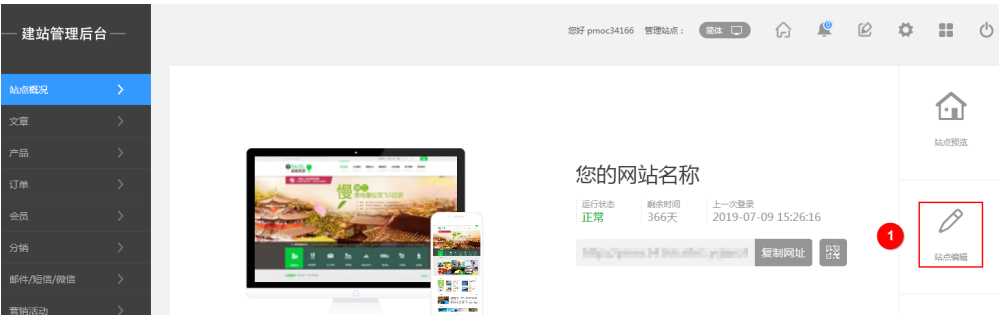 建站管理后台
您好 pmoc34166 管理站点：
简体
站点概况
文章
产品
订单
会员
分销
邮件/短信/微信
营销活动
慢
您的网站名称
运行状态 剩余时间 上一次登录
正常 366天 2019-07-09 15:26:16
复制网址
站点预览
1
站点编辑